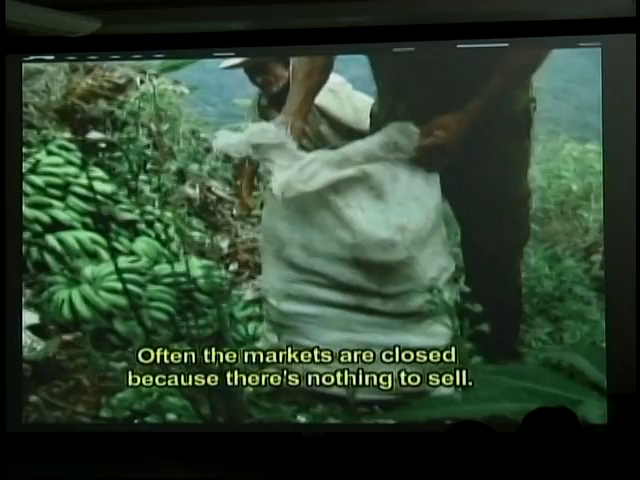 Often the markets are closed
because there's nothing to sell.